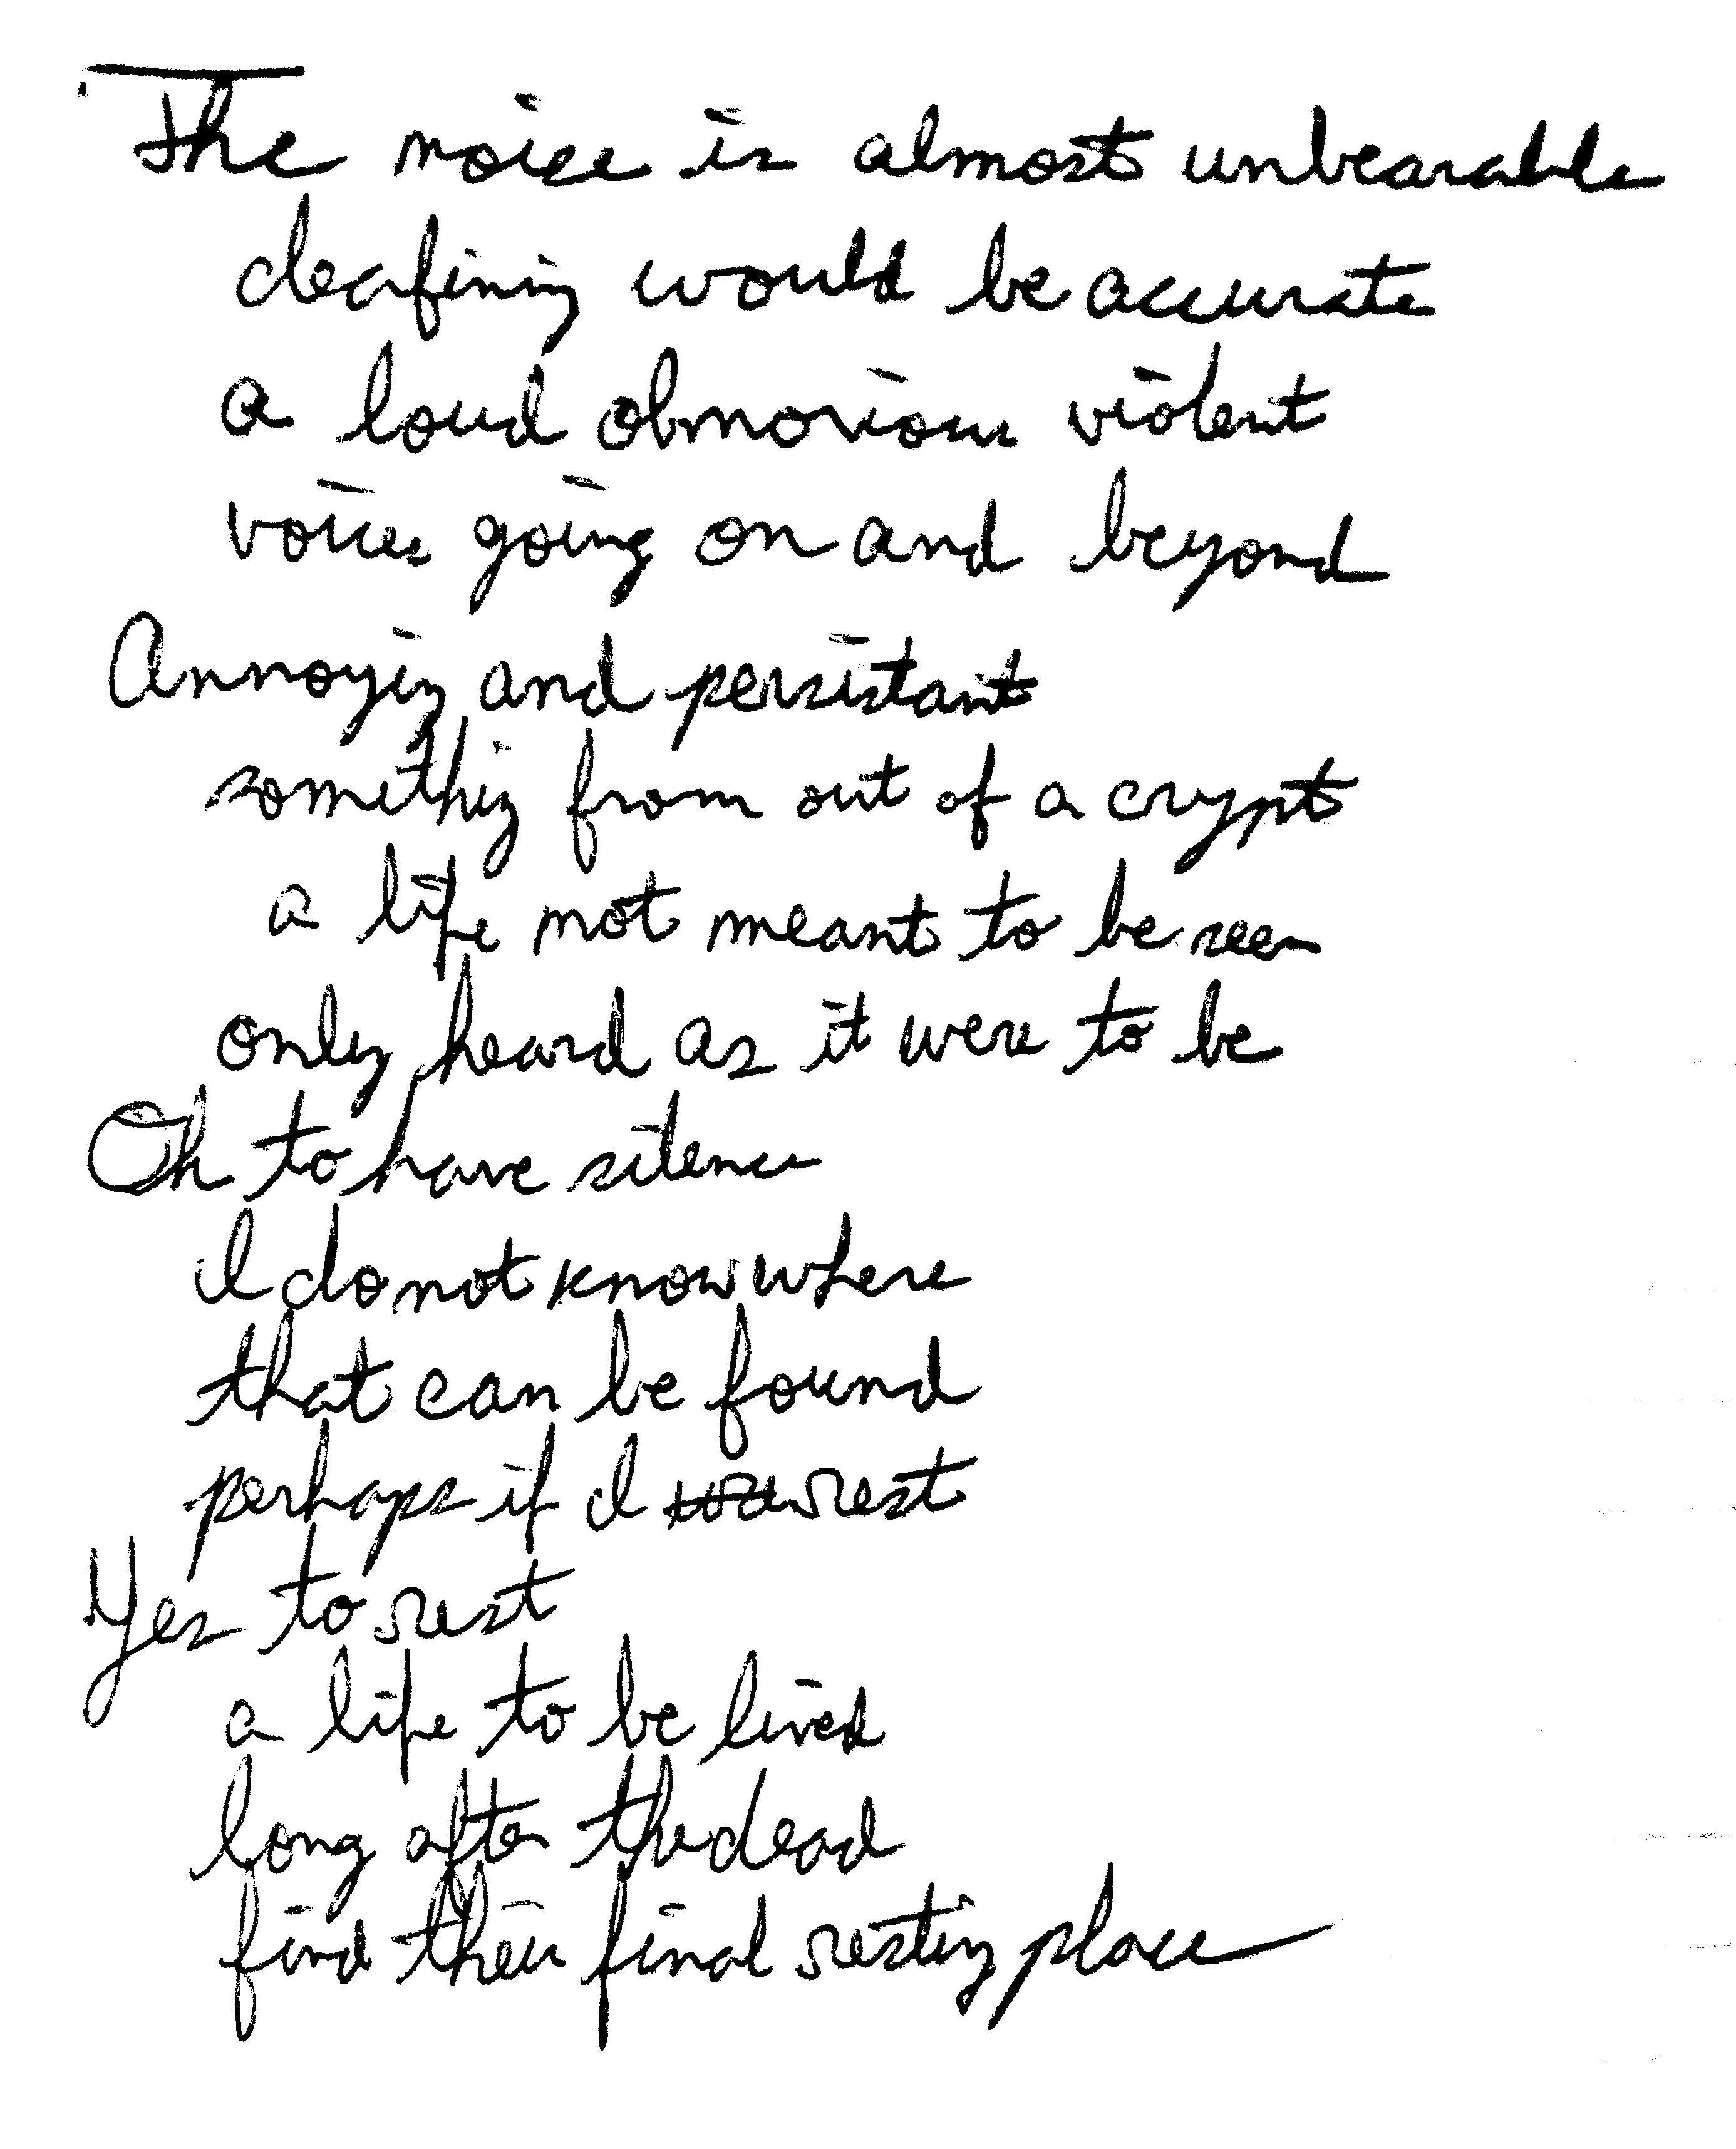 The noise is almost unbearable
deafining would be accurate
a loud obnoxious violent
voice going on and beyond
Annoying and persistant
something from out of a crypt
a life not meant to be seen
only heard as it were to be
Oh to have silence
I do not know where
that can be found
perhaps if I rest
Yes to rest
a life to be lived
long after the dead
find their final resting place